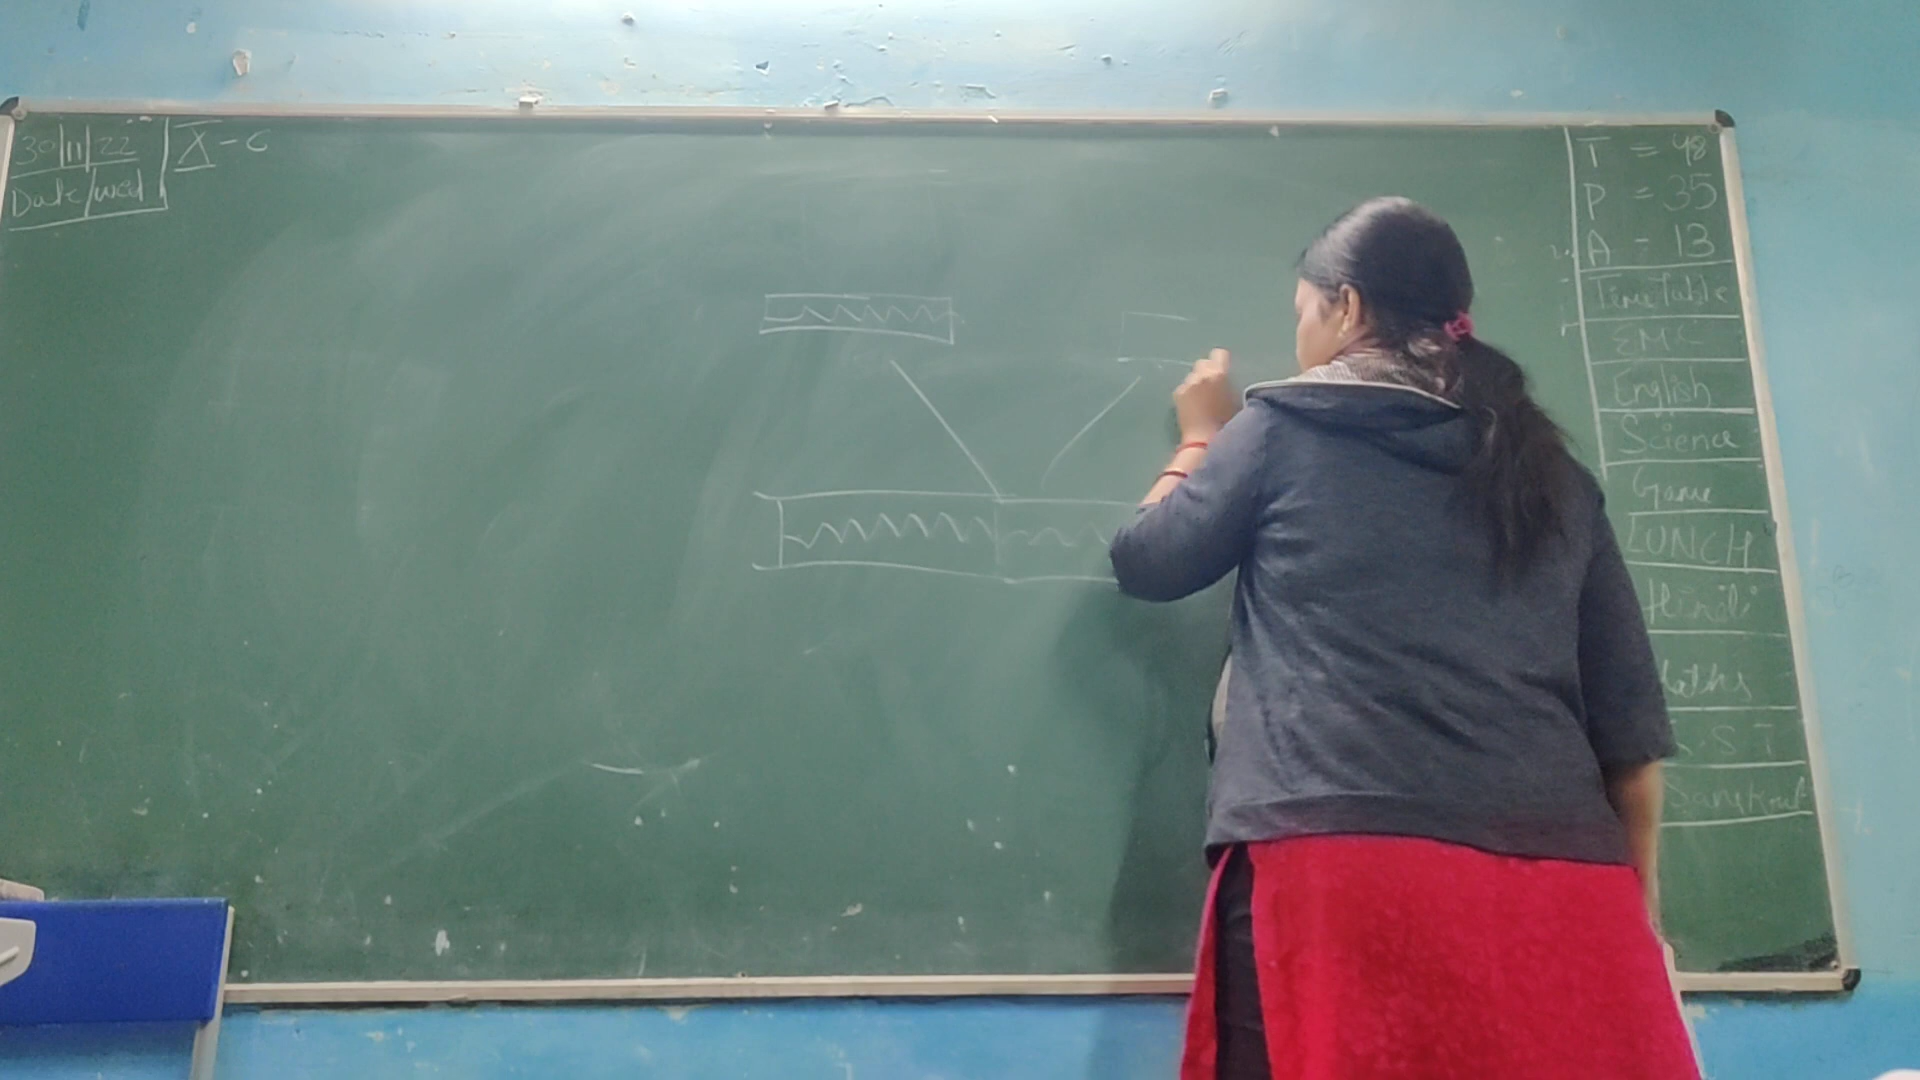 30/11/22
X-C
Date/Wed
T = 48
P = 35
A - 13
Time Table
EMC
English
Science
Game
LUNCH
Hindi
Maths
S.S.T
Sanskrit